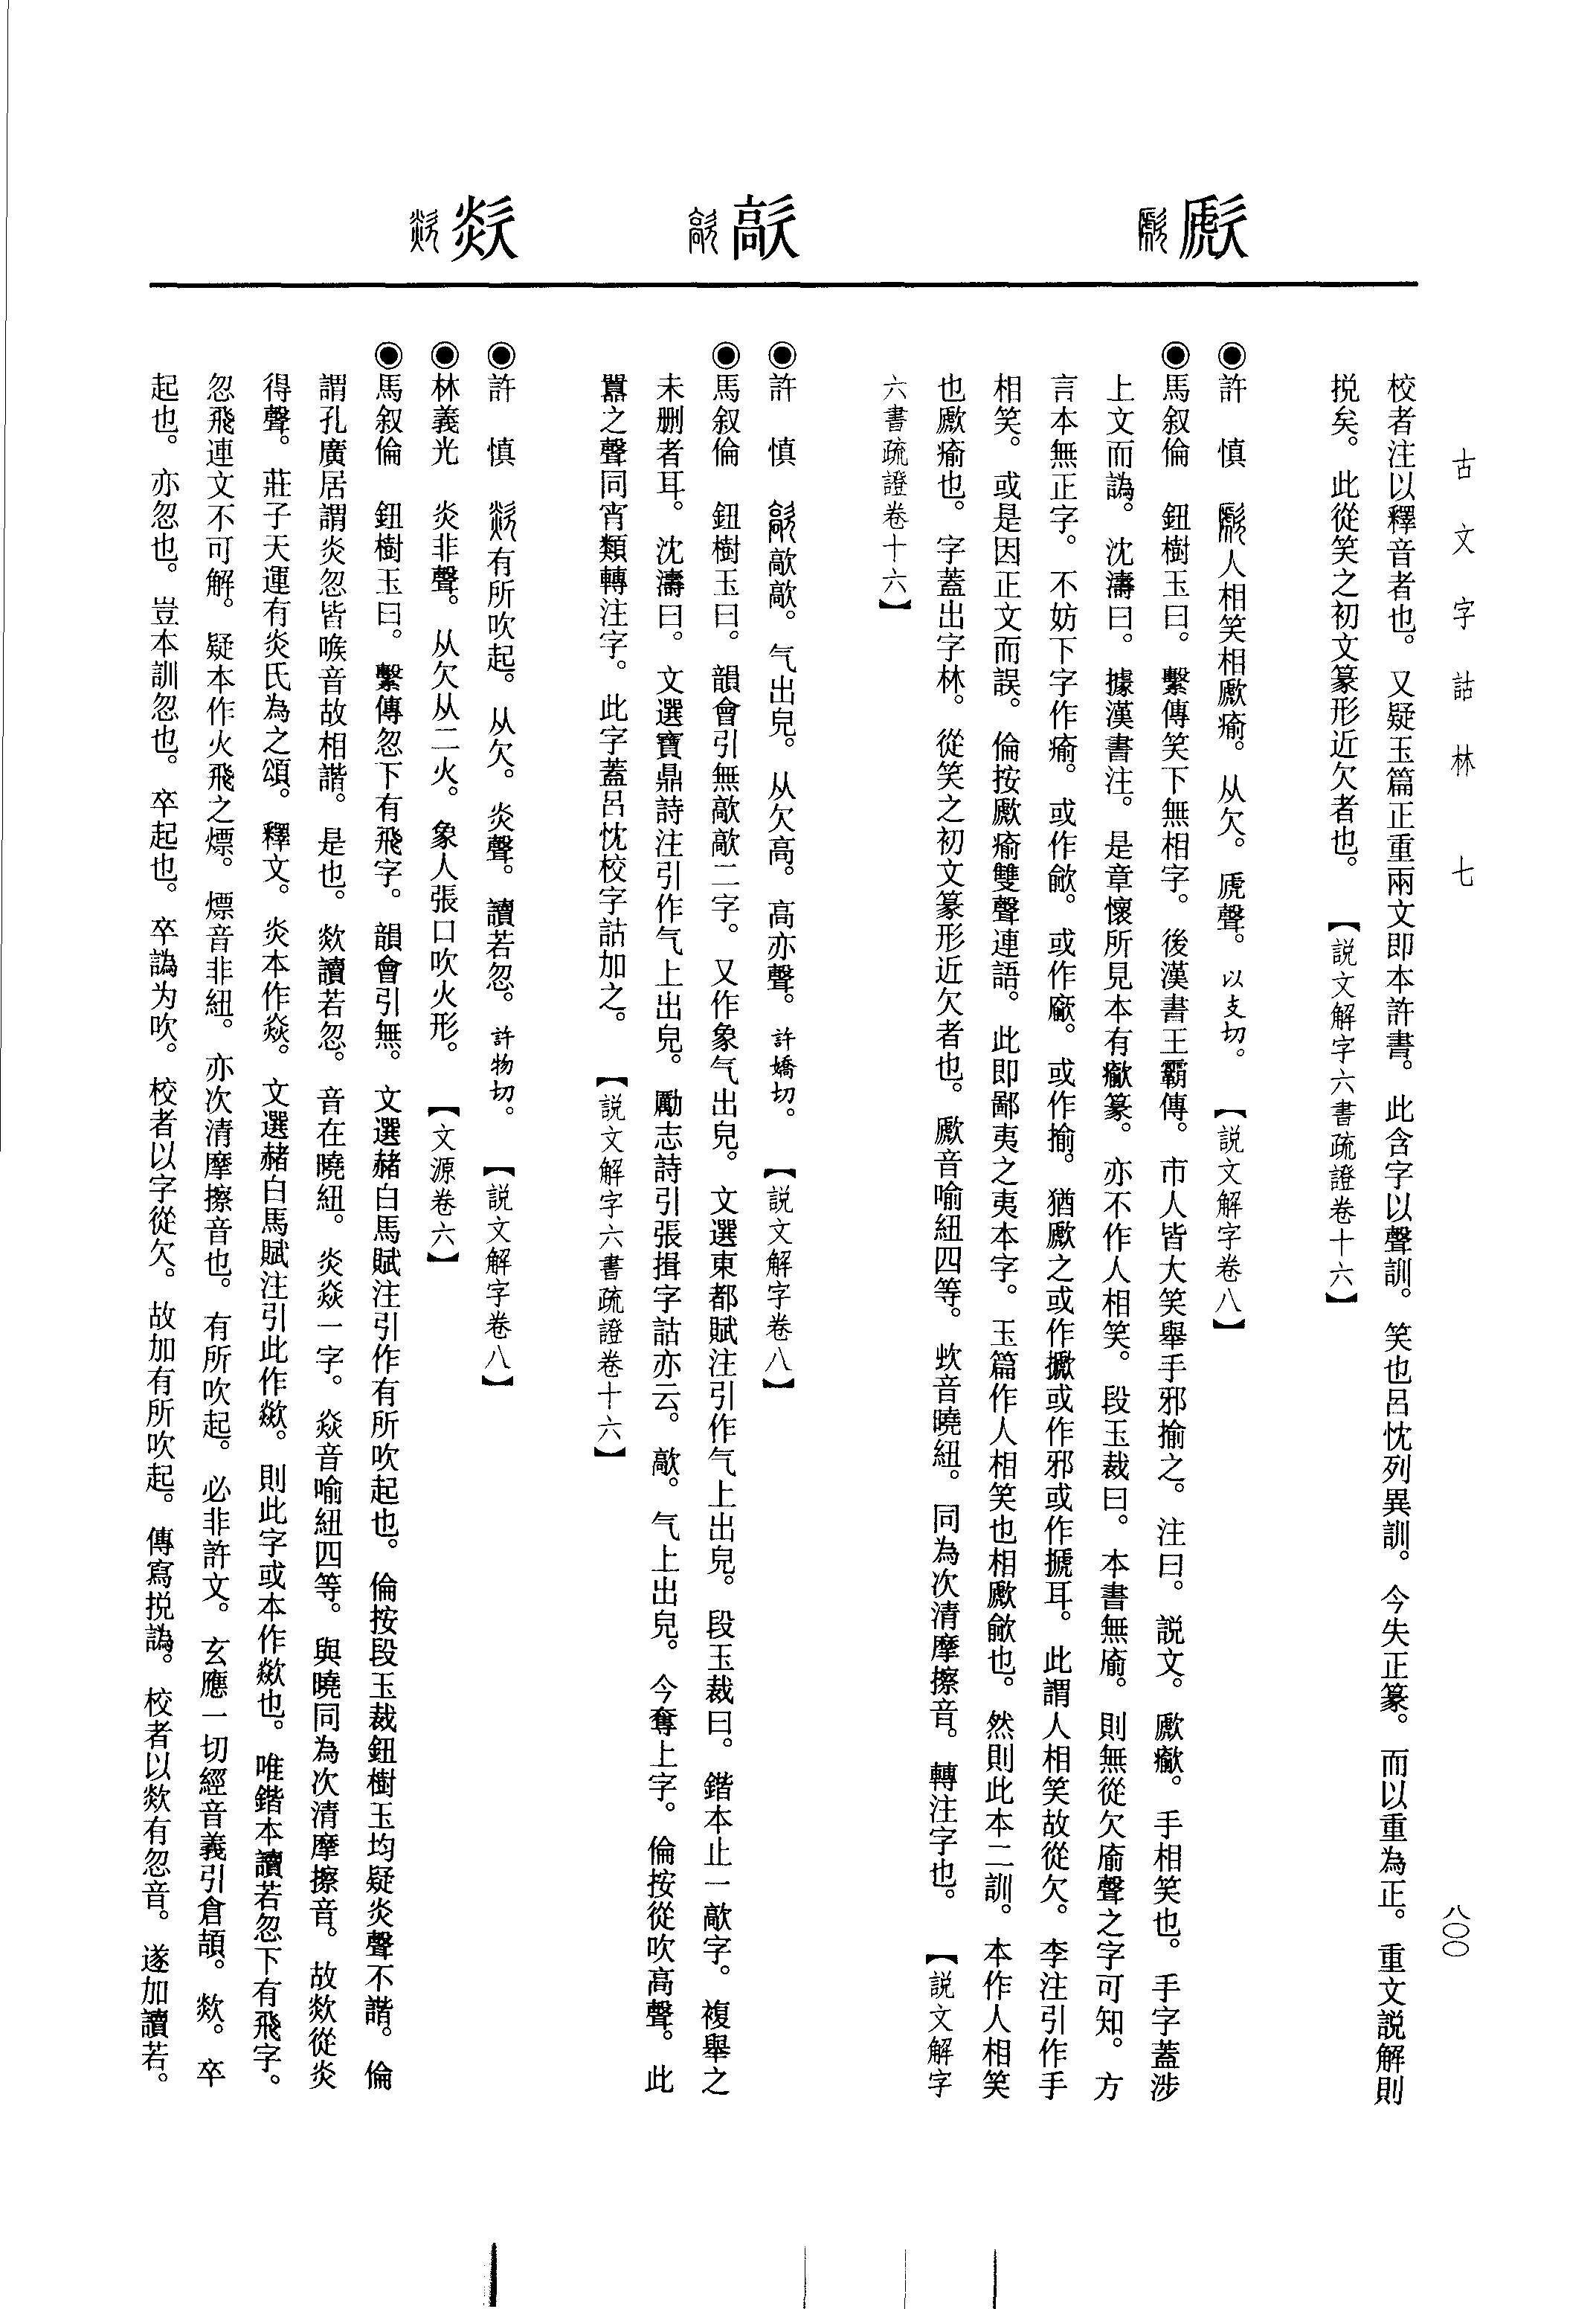 古文字詁林 七
八〇〇
校者注以釋音者也。又疑玉篇正重兩文即本許書。此含字以聲訓。笑也呂忱列異訓。今失正篆。而以重為正。重文説解則
挩矣。此從笑之初文篆形近欠者也。【説文解字六書疏證卷十六】
歋
●許 慎 人相笑相歋瘉。从欠。虒聲。以支切。【説文解字卷八】
●馬叙倫 鈕樹玉曰。繫傳笑下無相字。後漢書王霸傳。市人皆大笑舉手邪揄之。注曰。説文。歋。手相笑也。手字蓋涉
上文而譌。沈濤曰。據漢書注。是章懷所見本有篆。亦不作人相笑。段玉裁曰。本書無。則無從欠聲之字可知。方
言本無正字。不妨下字作瘉。或作歈。或作。或作揄。猶歋之或作或作邪或作搋耳。此謂人相笑故從欠。李注引作手
相笑。或是因正文而誤。倫按歋瘉雙聲連語。此即鄙夷之夷本字。玉篇作人相笑也相歋歈也。然則此本二訓。本作人相笑
也歋瘉也。字蓋出字林。從笑之初文篆形近欠者也。歋音喻紐四等。㰦音曉紐。同為次清摩擦音。轉注字也。【説文解字
六書疏證卷十六】
歊
●許 慎 歊歊。气出皃。从欠高。高亦聲。許嬌切。【説文解字卷八】
●馬叙倫 鈕樹玉曰。韻會引無歊歊二字。又作象气出皃。文選東都賦注引作气上出皃。段玉裁曰。鍇本止一歊字。複舉之
未删者耳。沈濤曰。文選寶鼎詩注引作气上出皃。勵志詩引張揖字詁亦云。歊。气上出皃。今奪上字。倫按從吹高聲。此
囂之聲同宵類轉注字。此字蓋呂忱校字詁加之。【説文解字六書疏證卷十六】
欻
●許 慎 有所吹起。从欠。炎聲。讀若忽。許物切。【説文解字卷八】
●林義光 炎非聲。从欠从二火。象人張口吹火形。【文源卷六】
●馬叙倫 鈕樹玉曰。繫傳忽下有飛字。韻會引無。文選赭白馬賦注引作有所吹起也。倫按段玉裁鈕樹玉均疑炎聲不諧。倫
謂孔廣居謂炎忽皆喉音故相諧。是也。欻讀若忽。音在曉紐。炎焱一字。焱音喻紐四等。與曉同為次清摩擦音。故欻從炎
得聲。莊子天運有炎氏為之頌。釋文。炎本作焱。文選赭白馬賦注引此作歘。則此字或本作歘也。唯鍇本讀若忽下有飛字。
忽飛連文不可解。疑本作火飛之熛。熛音非紐。亦次清摩擦音也。有所吹起。必非許文。玄應一切經音義引倉頡。欻。卒
起也。亦忽也。豈本訓忽也。卒起也。卒譌為吹。校者以字從欠。故加有所吹起。傳寫挩譌。校者以欻有忽音。遂加讀若。